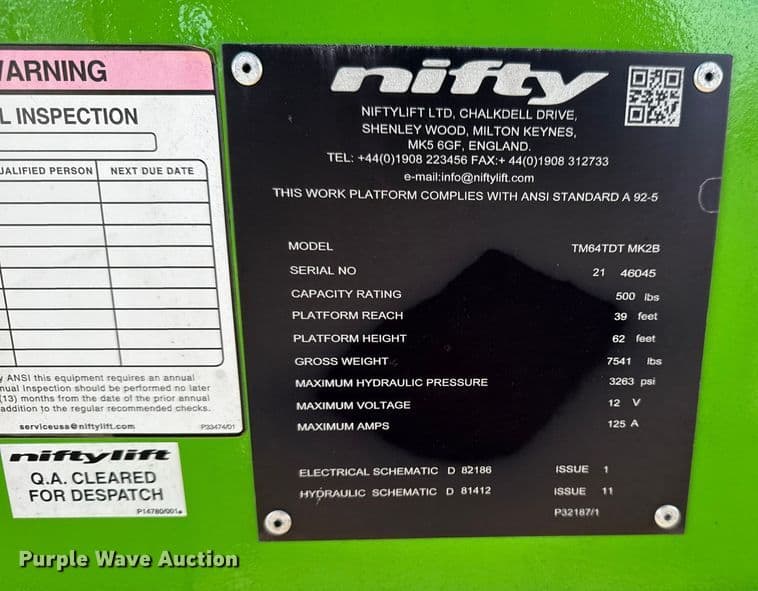 WARNING
L INSPECTION
QUALIFIED PERSON NEXT DUE DATE
y ANSI this equipment requires an annual
nual Inspection should be performed no later
(13) months from the date of the prior annual
addition to the regular recommended checks.
serviceusa@niftylift.com P33474/01
niftylift
Q.A. CLEARED
FOR DESPATCH
P14780/001a
nifty
NIFTYLIFT LTD, CHALKDELL DRIVE,
SHENLEY WOOD, MILTON KEYNES,
MK5 6GF, ENGLAND.
TEL: +44(0)1908 223456 FAX:+ 44(0)1908 312733
e-mail:info@niftylift.com
THIS WORK PLATFORM COMPLIES WITH ANSI STANDARD A 92-5
MODEL TM64TDT MK2B
SERIAL NO 21 46045
CAPACITY RATING 500 lbs
PLATFORM REACH 39 feet
PLATFORM HEIGHT 62 feet
GROSS WEIGHT 7541 lbs
MAXIMUM HYDRAULIC PRESSURE 3263 psi
MAXIMUM VOLTAGE 12 V
MAXIMUM AMPS 125 A
ELECTRICAL SCHEMATIC D 82186 ISSUE 1
HYDRAULIC SCHEMATIC D 81412 ISSUE 11
P32187/1
Purple Wave Auction